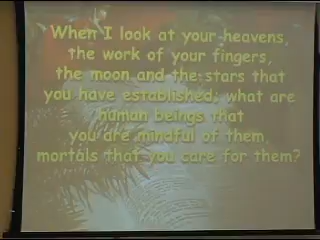 When I look at your heavens,
the work of your fingers,
the moon and the stars that
you have established; what are
human beings that
you are mindful of them,
mortals that you care for them?